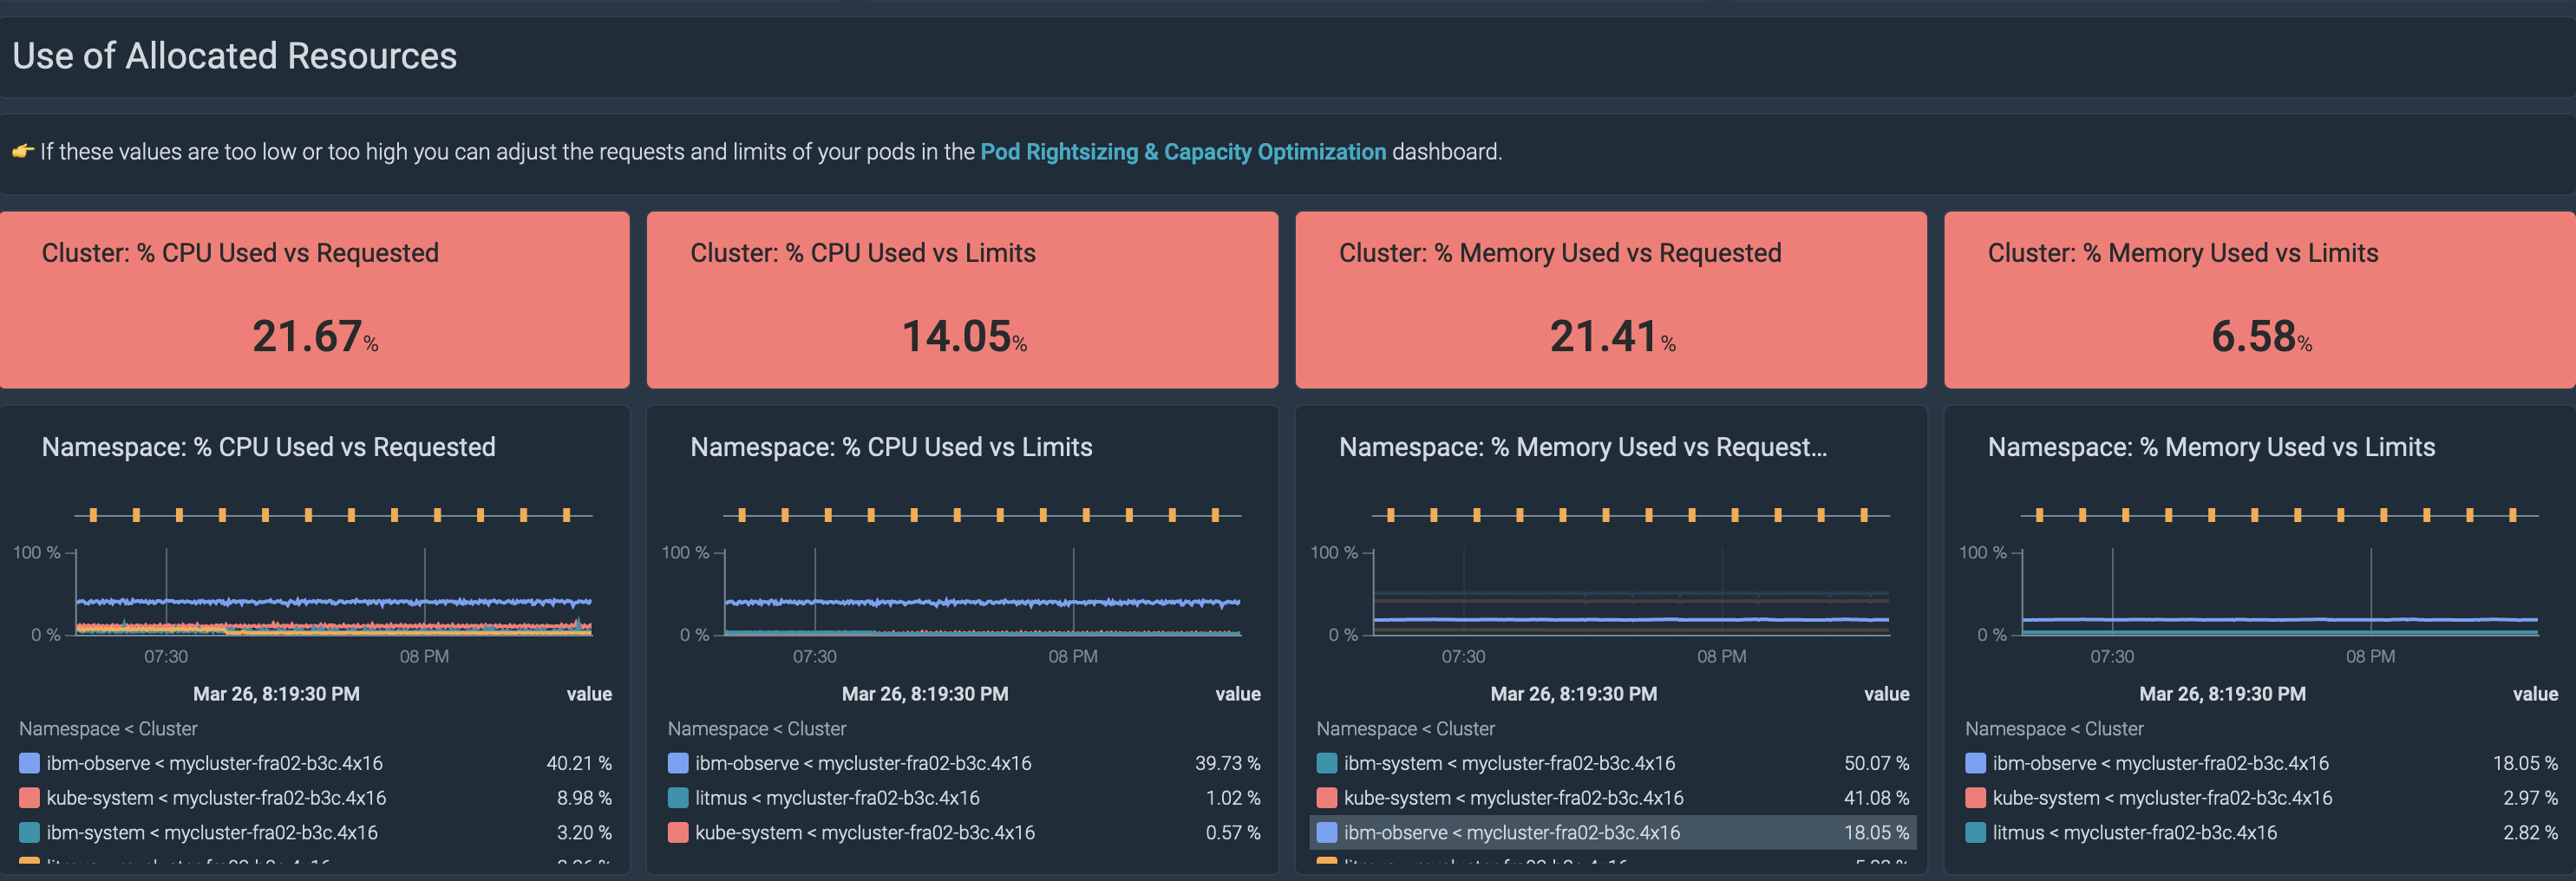 Use of Allocated Resources
👉 If these values are too low or too high you can adjust the requests and limits of your pods in the Pod Rightsizing & Capacity Optimization dashboard.
Cluster: % CPU Used vs Requested
21.67%
Cluster: % CPU Used vs Limits
14.05%
Cluster: % Memory Used vs Requested
21.41%
Cluster: % Memory Used vs Limits
6.58%
Namespace: % CPU Used vs Requested
100 %
0 %
07:30 08 PM
Mar 26, 8:19:30 PM value
Namespace < Cluster
ibm-observe < mycluster-fra02-b3c.4x16 40.21 %
kube-system < mycluster-fra02-b3c.4x16 8.98 %
ibm-system < mycluster-fra02-b3c.4x16 3.20 %
Namespace: % CPU Used vs Limits
100 %
0 %
07:30 08 PM
Mar 26, 8:19:30 PM value
Namespace < Cluster
ibm-observe < mycluster-fra02-b3c.4x16 39.73 %
litmus < mycluster-fra02-b3c.4x16 1.02 %
kube-system < mycluster-fra02-b3c.4x16 0.57 %
Namespace: % Memory Used vs Request...
100 %
0 %
07:30 08 PM
Mar 26, 8:19:30 PM value
Namespace < Cluster
ibm-system < mycluster-fra02-b3c.4x16 50.07 %
kube-system < mycluster-fra02-b3c.4x16 41.08 %
ibm-observe < mycluster-fra02-b3c.4x16 18.05 %
Namespace: % Memory Used vs Limits
100 %
0 %
07:30 08 PM
Mar 26, 8:19:30 PM value
Namespace < Cluster
ibm-observe < mycluster-fra02-b3c.4x16 18.05 %
kube-system < mycluster-fra02-b3c.4x16 2.97 %
litmus < mycluster-fra02-b3c.4x16 2.82 %